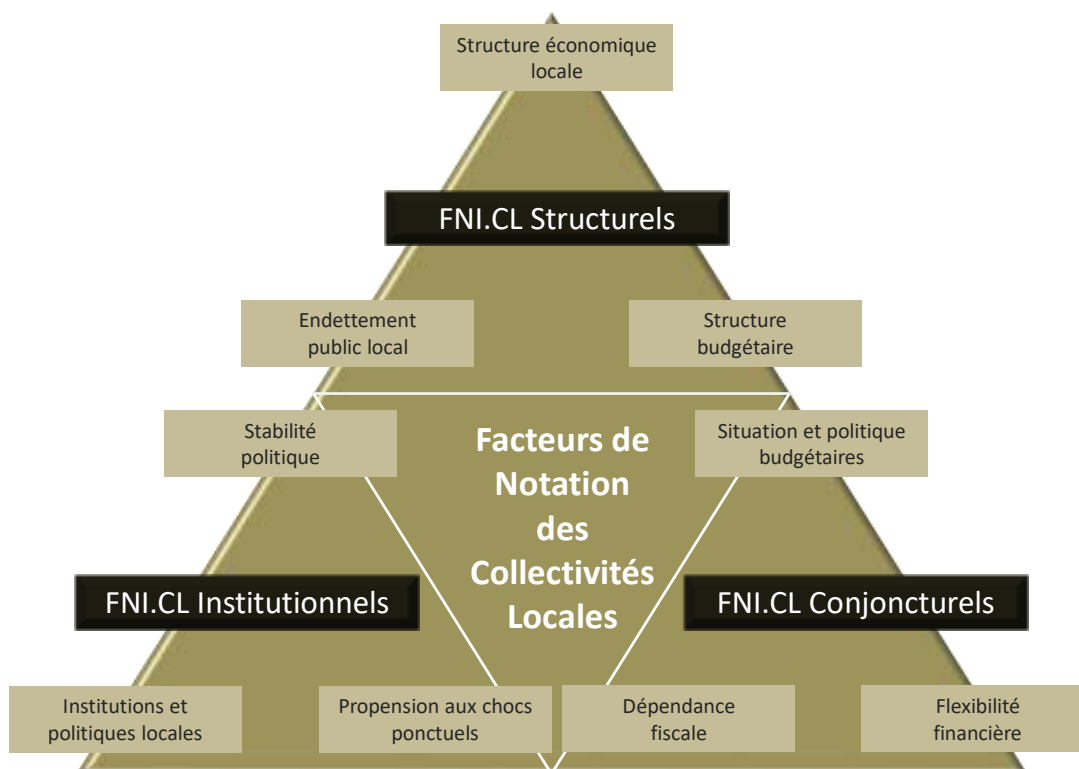 Structure économique
locale
FNI.CL Structurels
Endettement
public local
Structure
budgétaire
Stabilité
politique
Facteurs de
Notation
des
Collectivités
Locales
Situation et politique
budgétaires
FNI.CL Institutionnels
FNI.CL Conjoncturels
Institutions et
politiques locales
Propension aux chocs
ponctuels
Dépendance
fiscale
Flexibilité
financière